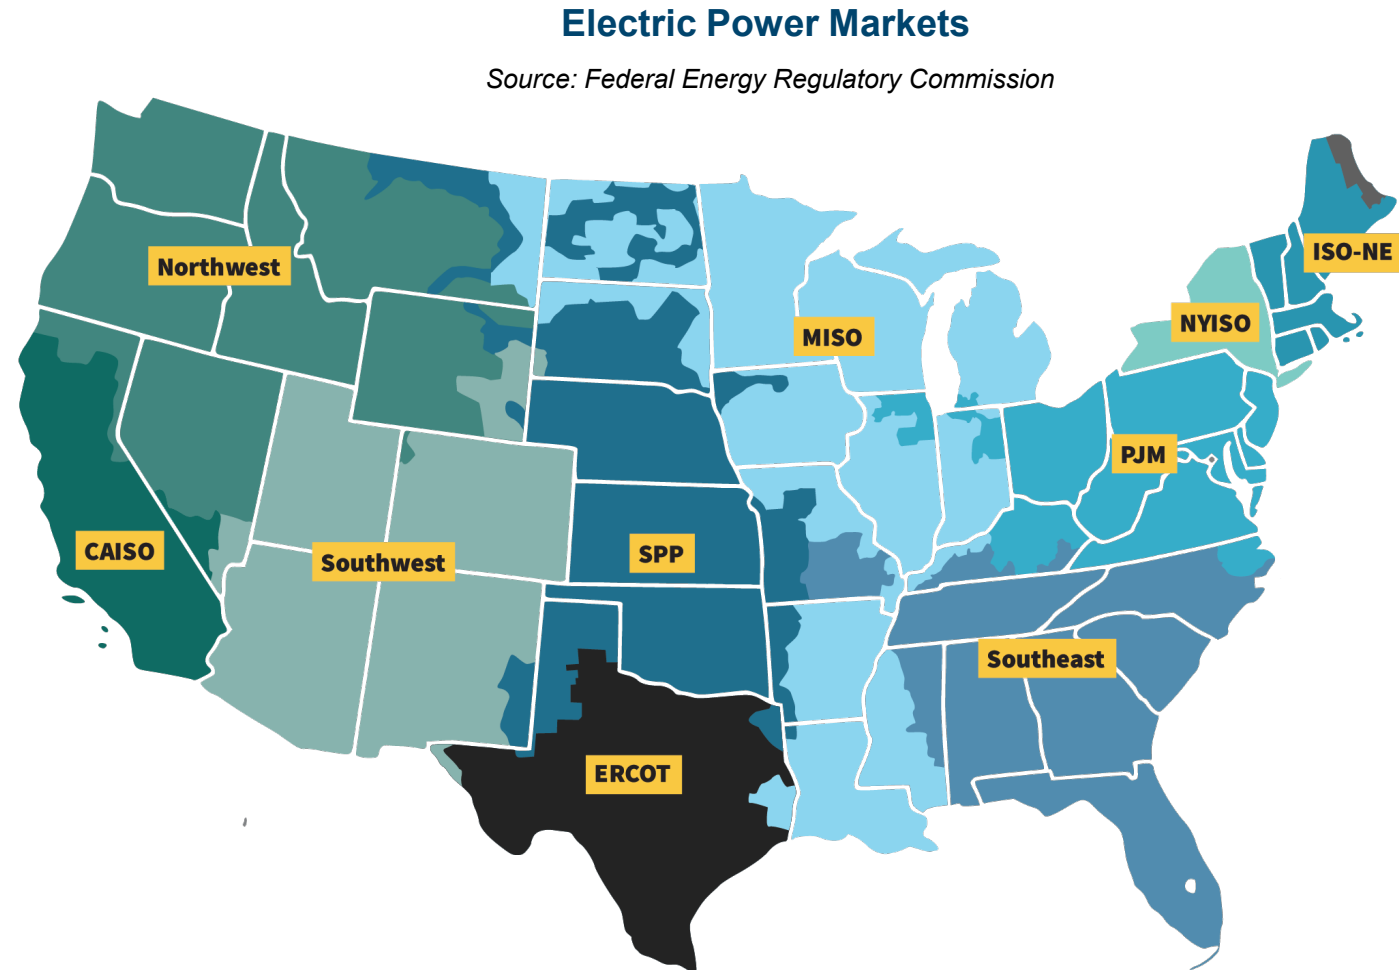 Electric Power Markets
Source: Federal Energy Regulatory Commission
Northwest
ISO-NE
NYISO
MISO
PJM
CAISO
Southwest
SPP
Southeast
ERCOT